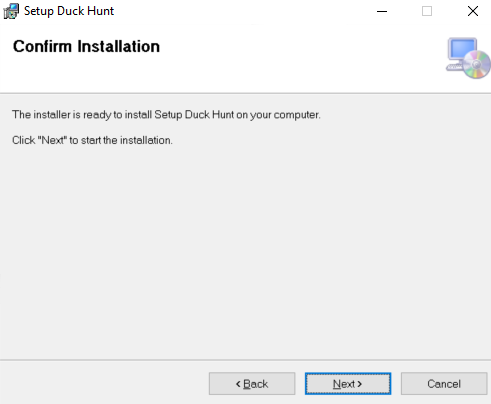 Setup Duck Hunt
Confirm Installation
The installer is ready to install Setup Duck Hunt on your computer.
Click "Next" to start the installation.
< Back
Next >
Cancel